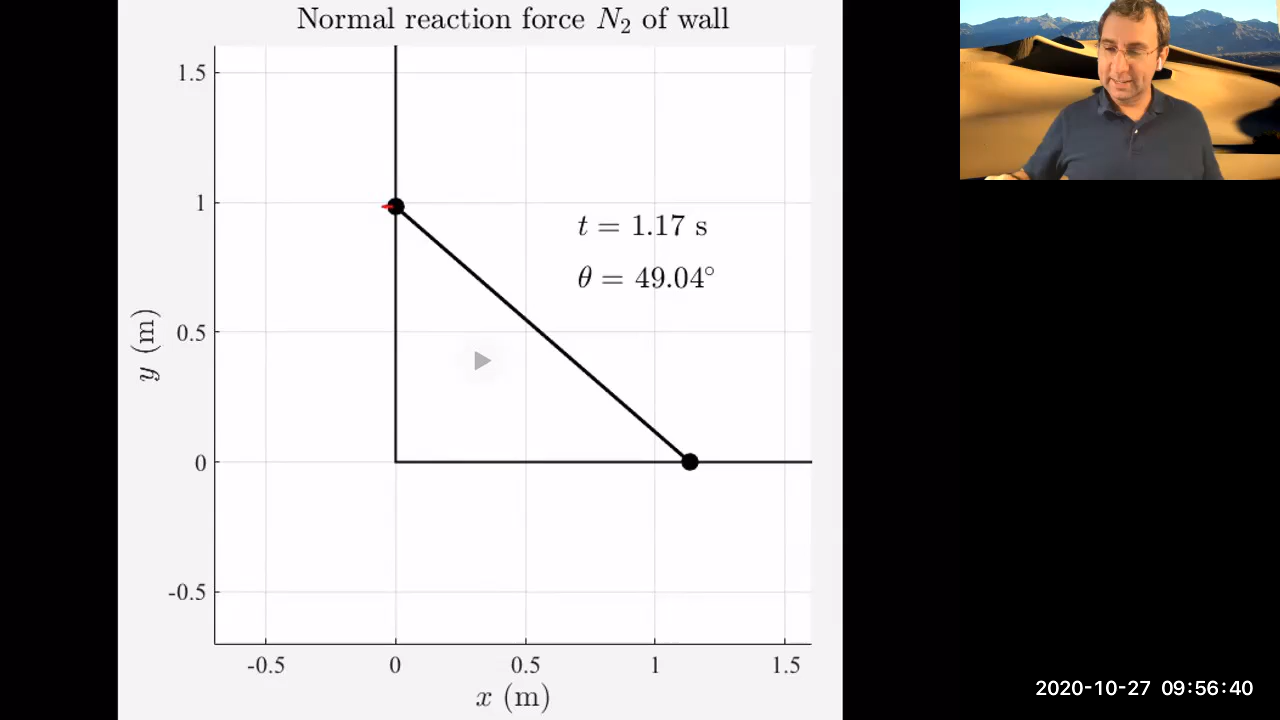 Normal reaction force N₂ of wall
1.5
1
0.5
0
-0.5
y (m)
t = 1.17 s
θ = 49.04°
-0.5
0
0.5
1
1.5
x (m)
2020-10-27 09:56:40